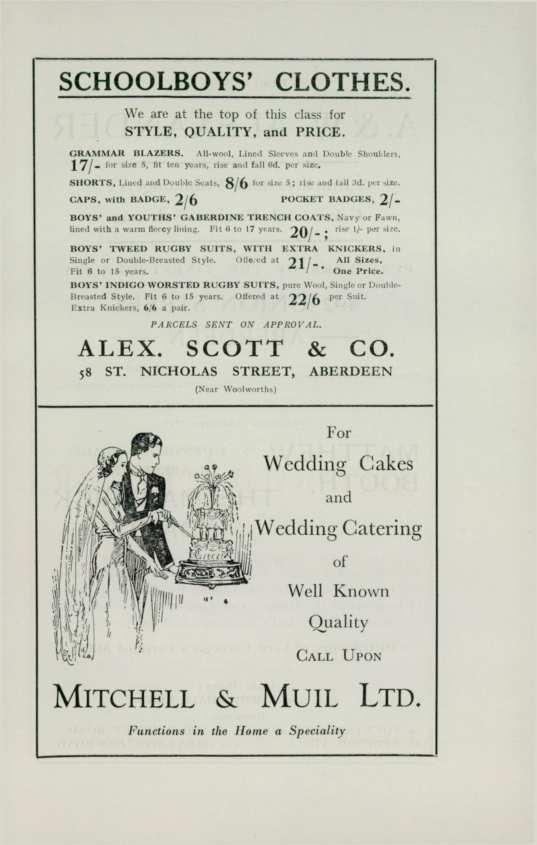 SCHOOLBOYS' CLOTHES.
We are at the top of this class for
STYLE, QUALITY, and PRICE.
GRAMMAR BLAZERS. All-wool, Lined Sleeves and Double Shoulders,
17/- for size 5, fit ten years, rise and fall 6d. per size.
SHORTS, Lined and Double Seats, 8/6 for size 5; rise and fall 3d. per size.
CAPS, with BADGE, 2/6 POCKET BADGES, 2/-
BOYS' and YOUTHS' GABERDINE TRENCH COATS, Navy or Fawn,
lined with a warm fleecy lining. Fit 6 to 17 years. 20/- ; rise 1/- per size.
BOYS' TWEED RUGBY SUITS, WITH EXTRA KNICKERS, in
Single or Double-Breasted Style. Offered at 21/-. All Sizes,
Fit 6 to 15 years. One Price.
BOYS' INDIGO WORSTED RUGBY SUITS, pure Wool, Single or Double-
Breasted Style. Fit 6 to 15 years. Offered at 22/6 per Suit.
Extra Knickers, 6/6 a pair.
PARCELS SENT ON APPROVAL.
ALEX. SCOTT & CO.
58 ST. NICHOLAS STREET, ABERDEEN
(Near Woolworths)
For
Wedding Cakes
and
Wedding Catering
of
Well Known
Quality
CALL UPON
MITCHELL & MUIL LTD.
Functions in the Home a Speciality